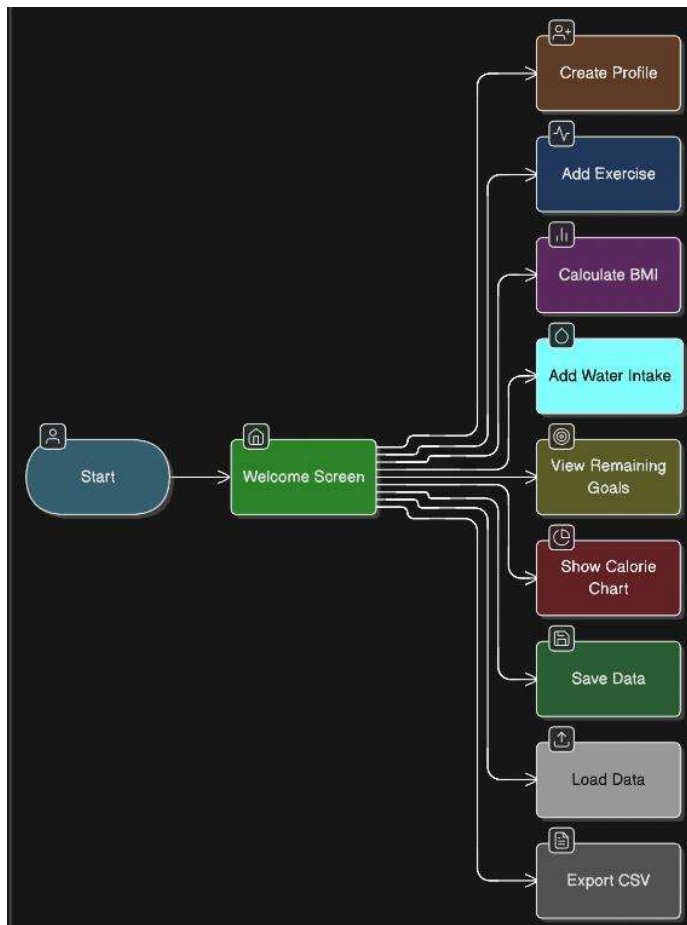 Create Profile
Add Exercise
Calculate BMI
Add Water Intake
Start
Welcome Screen
View Remaining
Goals
Show Calorie
Chart
Save Data
Load Data
Export CSV